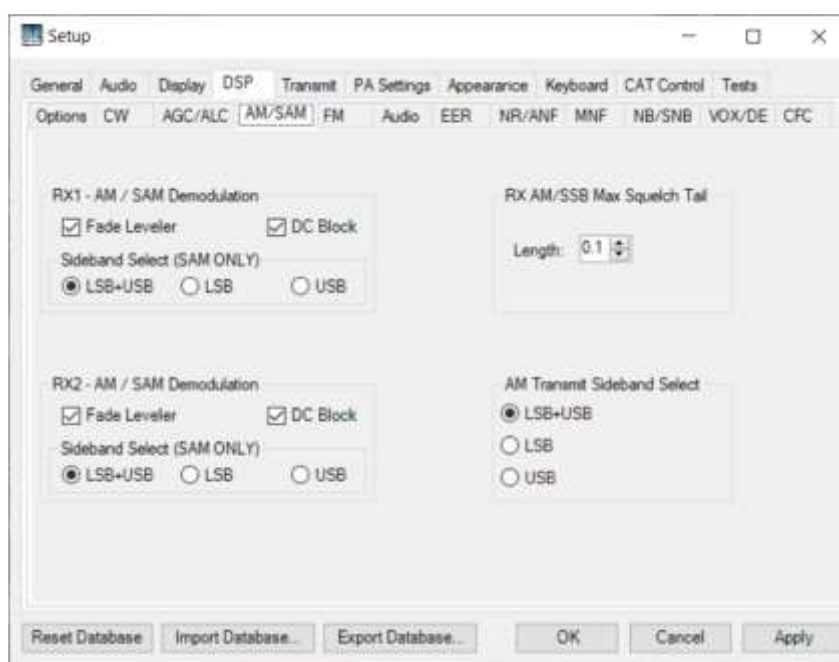 Setup
General Audio Display DSP Transmit PA Settings Appearance Keyboard CAT Control Tests
Options CW AGC/ALC AM/SAM FM Audio EER NR/ANF MNF NB/SNB VOX/DE CFC
RX1 - AM / SAM Demodulation
Fade Leveler DC Block
Sideband Select (SAM ONLY)
LSB+USB LSB USB
RX AM/SSB Max Squelch Tail
Length: 0.1
RX2 - AM / SAM Demodulation
Fade Leveler DC Block
Sideband Select (SAM ONLY)
LSB+USB LSB USB
AM Transmit Sideband Select
LSB+USB
LSB
USB
Reset Database Import Database... Export Database... OK Cancel Apply